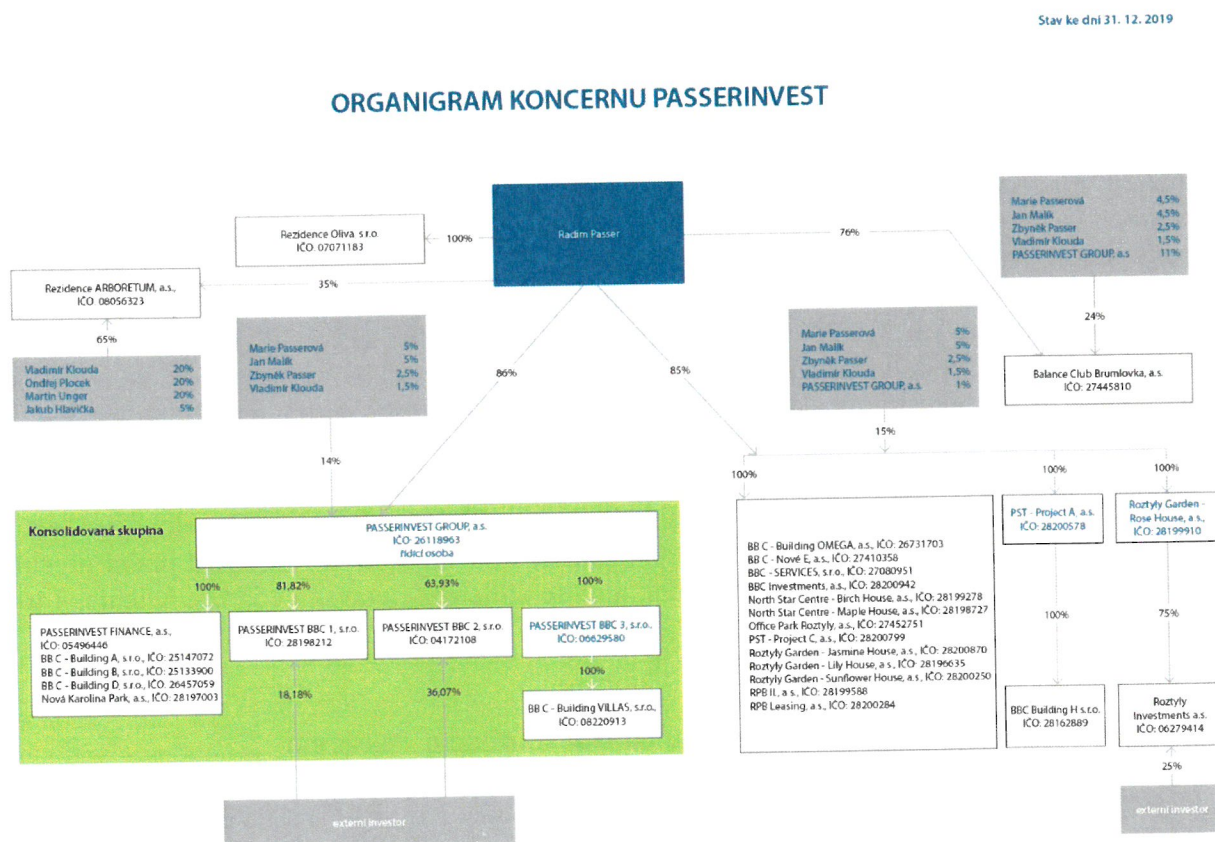 Stav ke dni 31. 12. 2019
ORGANIGRAM KONCERNU PASSERINVEST
Radim Passer
Rezidence Oliva s.r.o.
IČO: 07071183
100%
76%
Marie Passerová 4,5%
Jan Malík 4,5%
Zbyněk Passer 2,5%
Vladimír Klouda 1,5%
PASSERINVEST GROUP, a.s 11%
Rezidence ARBORETUM, a.s.,
IČO: 08056323
35%
65%
24%
Vladimír Klouda 20%
Ondřej Plocek 20%
Martin Unger 20%
Jakub Hlavička 5%
Marie Passerová 5%
Jan Malík 5%
Zbyněk Passer 2,5%
Vladimír Klouda 1,5%
86%
85%
Marie Passerová 5%
Jan Malík 5%
Zbyněk Passer 2,5%
Vladimír Klouda 1,5%
PASSERINVEST GROUP, a.s 1%
Balance Club Brumlovka, a.s.
IČO: 27445810
14%
15%
Konsolidovaná skupina
PASSERINVEST GROUP, a.s.
IČO: 26118963
řídicí osoba
100%
81,82%
63,93%
100%
PASSERINVEST FINANCE, a.s.,
IČO: 05496446
BB C - Building A, s.r.o., IČO: 25147072
BB C - Building B, s.r.o., IČO: 25133900
BB C - Building D, s.r.o., IČO: 26457059
Nová Karolina Park, a.s., IČO: 28197003
PASSERINVEST BBC 1, s.r.o.
IČO: 28198212
PASSERINVEST BBC 2, s.r.o.
IČO: 04172108
PASSERINVEST BBC 3, s.r.o.,
IČO: 06629580
18,18%
36,07%
100%
BB C - Building VILLAS, s.r.o.,
IČO: 08220913
externí investor
100%
100%
100%
BB C - Building OMEGA, a.s., IČO: 26731703
BB C - Nové E, a.s., IČO: 27410358
BBC - SERVICES, s.r.o., IČO: 27080951
BBC Investments, a.s., IČO: 28200942
North Star Centre - Birch House, a.s., IČO: 28199278
North Star Centre - Maple House, a.s., IČO: 28198727
Office Park Roztyly, a.s., IČO: 27452751
PST - Project C, a.s., IČO: 28200799
Roztyly Garden - Jasmine House, a.s., IČO: 28200870
Roztyly Garden - Lily House, a.s., IČO: 28196635
Roztyly Garden - Sunflower House, a.s, IČO: 28200250
RPB II., a.s., IČO: 28199588
RPB Leasing, a.s., IČO: 28200284
PST - Project A, a.s.
IČO: 28200578
Roztyly Garden -
Rose House, a.s.,
IČO: 28199910
100%
75%
BBC Building H s.r.o.
IČO: 28162889
Roztyly
Investments a.s.
IČO: 06279414
25%
externí investor